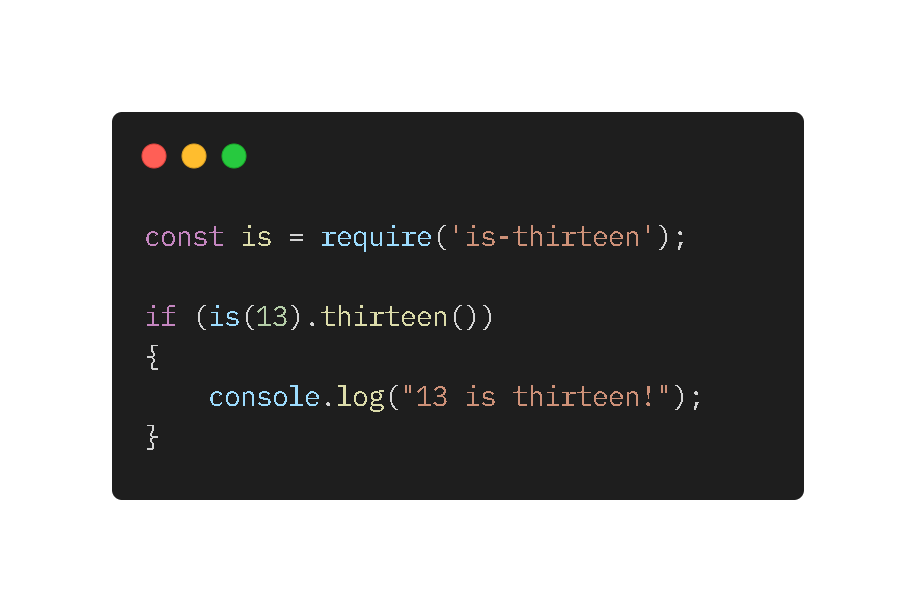 const is = require('is-thirteen');
if (is(13).thirteen())
{
    console.log("13 is thirteen!");
}